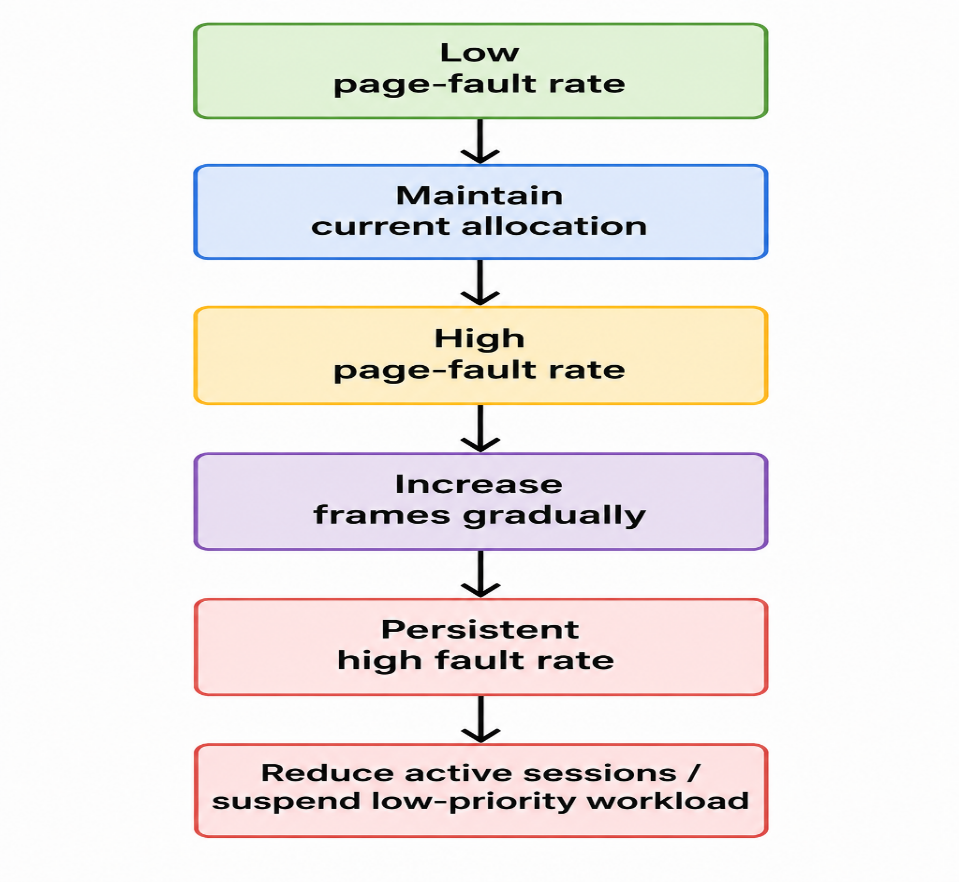 Low
page-fault rate
Maintain
current allocation
High
page-fault rate
Increase
frames gradually
Persistent
high fault rate
Reduce active sessions /
suspend low-priority workload